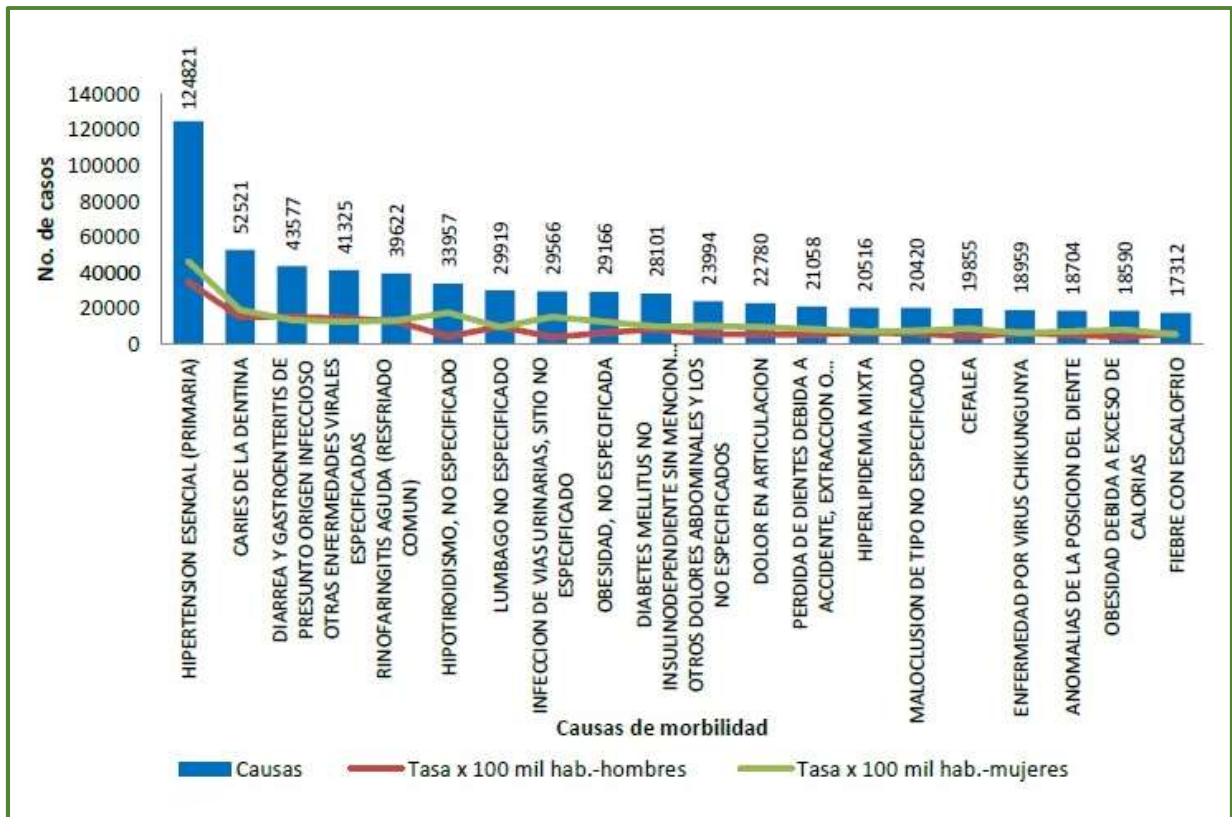 No. de casos
140000
120000
100000
80000
60000
40000
20000
0
124821
52521
43577
41325
39622
33957
29919
29566
29166
28101
23994
22780
21058
20516
20420
19855
18959
18704
18590
17312
HIPERTENSION ESENCIAL (PRIMARIA)
CARIES DE LA DENTINA
DIARREA Y GASTROENTERITIS DE
PRESUNTO ORIGEN INFECCIOSO
OTRAS ENFERMEDADES VIRALES
ESPECIFICADAS
RINOFARINGITIS AGUDA (RESFRIADO
COMUN)
HIPOTIROIDISMO, NO ESPECIFICADO
LUMBAGO NO ESPECIFICADO
INFECCION DE VIAS URINARIAS, SITIO NO
ESPECIFICADO
OBESIDAD, NO ESPECIFICADA
DIABETES MELLITUS NO
INSULINODEPENDIENTE SIN MENCION...
OTROS DOLORES ABDOMINALES Y LOS
NO ESPECIFICADOS
DOLOR EN ARTICULACION
PERDIDA DE DIENTES DEBIDA A
ACCIDENTE, EXTRACCION O...
HIPERLIPIDEMIA MIXTA
MALOCLUSION DE TIPO NO ESPECIFICADO
CEFALEA
ENFERMEDAD POR VIRUS CHIKUNGUNYA
ANOMALIAS DE LA POSICION DEL DIENTE
OBESIDAD DEBIDA A EXCESO DE
CALORIAS
FIEBRE CON ESCALOFRIO
Causas de morbilidad
Causas
Tasa x 100 mil hab.-hombres
Tasa x 100 mil hab.-mujeres